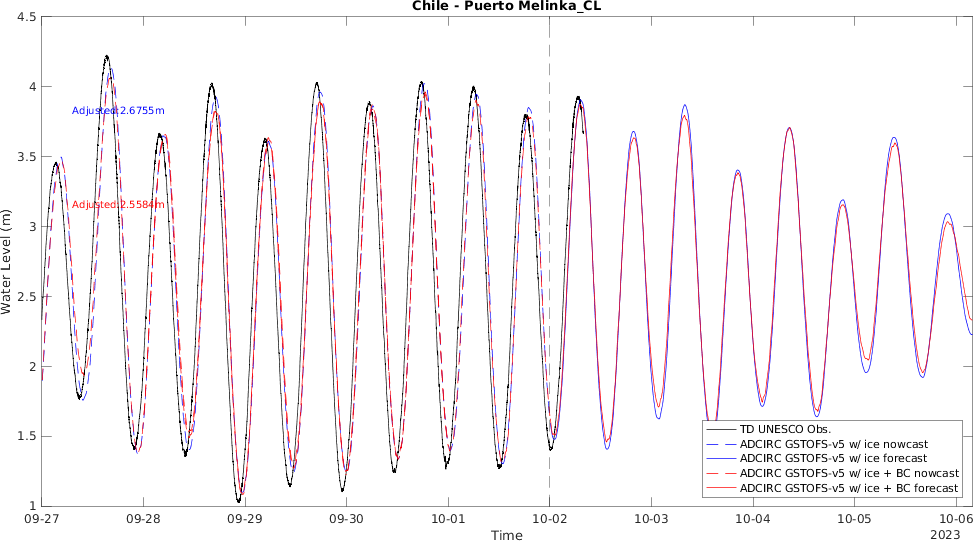 Chile - Puerto Melinka_CL
4.5
4
3.5
3
2.5
2
1.5
1
Water Level (m)
Adjusted:2.6755m
Adjusted:2.5584m
TD UNESCO Obs.
ADCIRC GSTOFS-v5 w/ ice nowcast
ADCIRC GSTOFS-v5 w/ ice forecast
ADCIRC GSTOFS-v5 w/ ice + BC nowcast
ADCIRC GSTOFS-v5 w/ ice + BC forecast
09-27 09-28 09-29 09-30 10-01 10-02 10-03 10-04 10-05 10-06
Time
2023